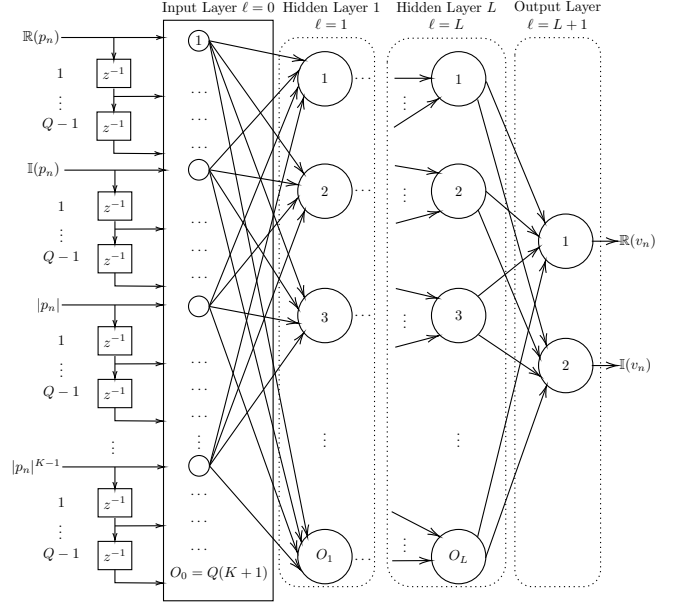 Input Layer ℓ = 0
Hidden Layer 1
ℓ = 1
Hidden Layer L
ℓ = L
Output Layer
ℓ = L + 1
ℝ(p_n)
1
⋮
Q − 1
z^{−1}
z^{−1}
𝕀(p_n)
1
⋮
Q − 1
z^{−1}
z^{−1}
|p_n|
1
⋮
Q − 1
z^{−1}
z^{−1}
⋮
|p_n|^{K−1}
1
⋮
Q − 1
z^{−1}
z^{−1}
1
...
...
...
...
...
...
...
...
O_0 = Q(K + 1)
1 ...
2 ...
3 ...
⋮
O_1 ...
⋮ 1
⋮ 2
⋮ 3
⋮
⋮ O_L
1
ℝ(v_n)
2
𝕀(v_n)